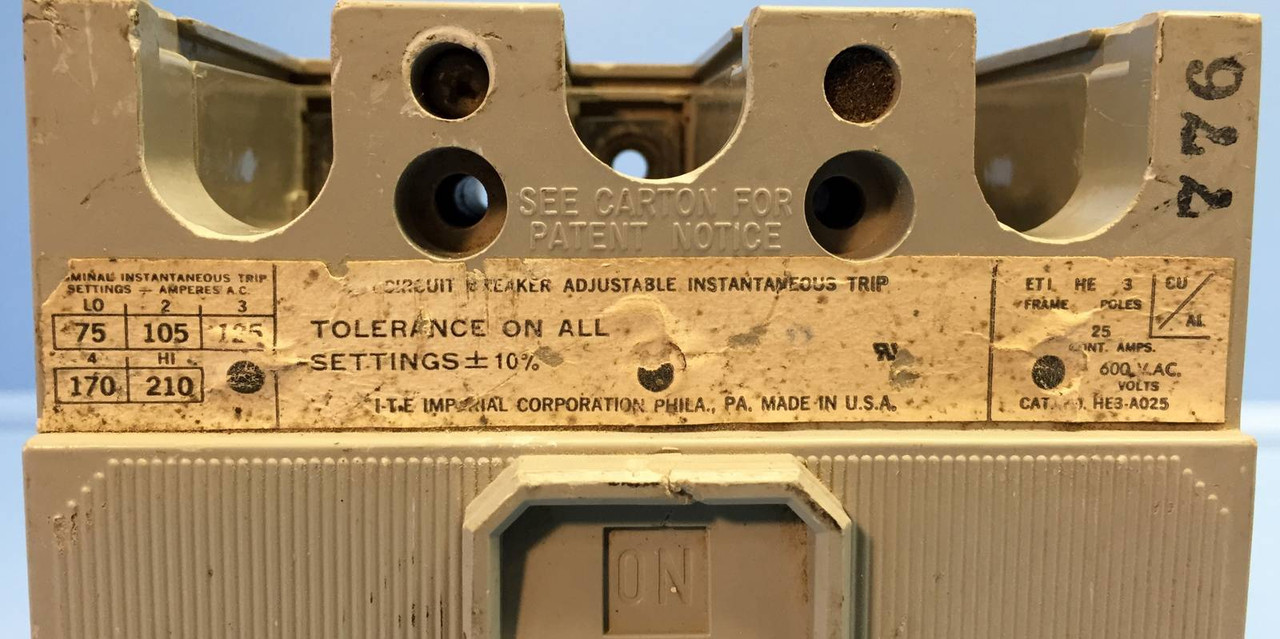 SEE CARTON FOR
PATENT NOTICE
INSTANTANEOUS TRIP
SETTINGS — AMPERES A.C.
LO 2 3
75 105 125
4 HI
170 210
CIRCUIT BREAKER ADJUSTABLE INSTANTANEOUS TRIP
TOLERANCE ON ALL
SETTINGS ± 10%
I-T-E IMPERIAL CORPORATION PHILA., PA. MADE IN U.S.A.
ETI HE 3
FRAME POLES
25
CONT. AMPS.
600 V.AC.
VOLTS
CAT. HE3-A025
CU/AL
ON